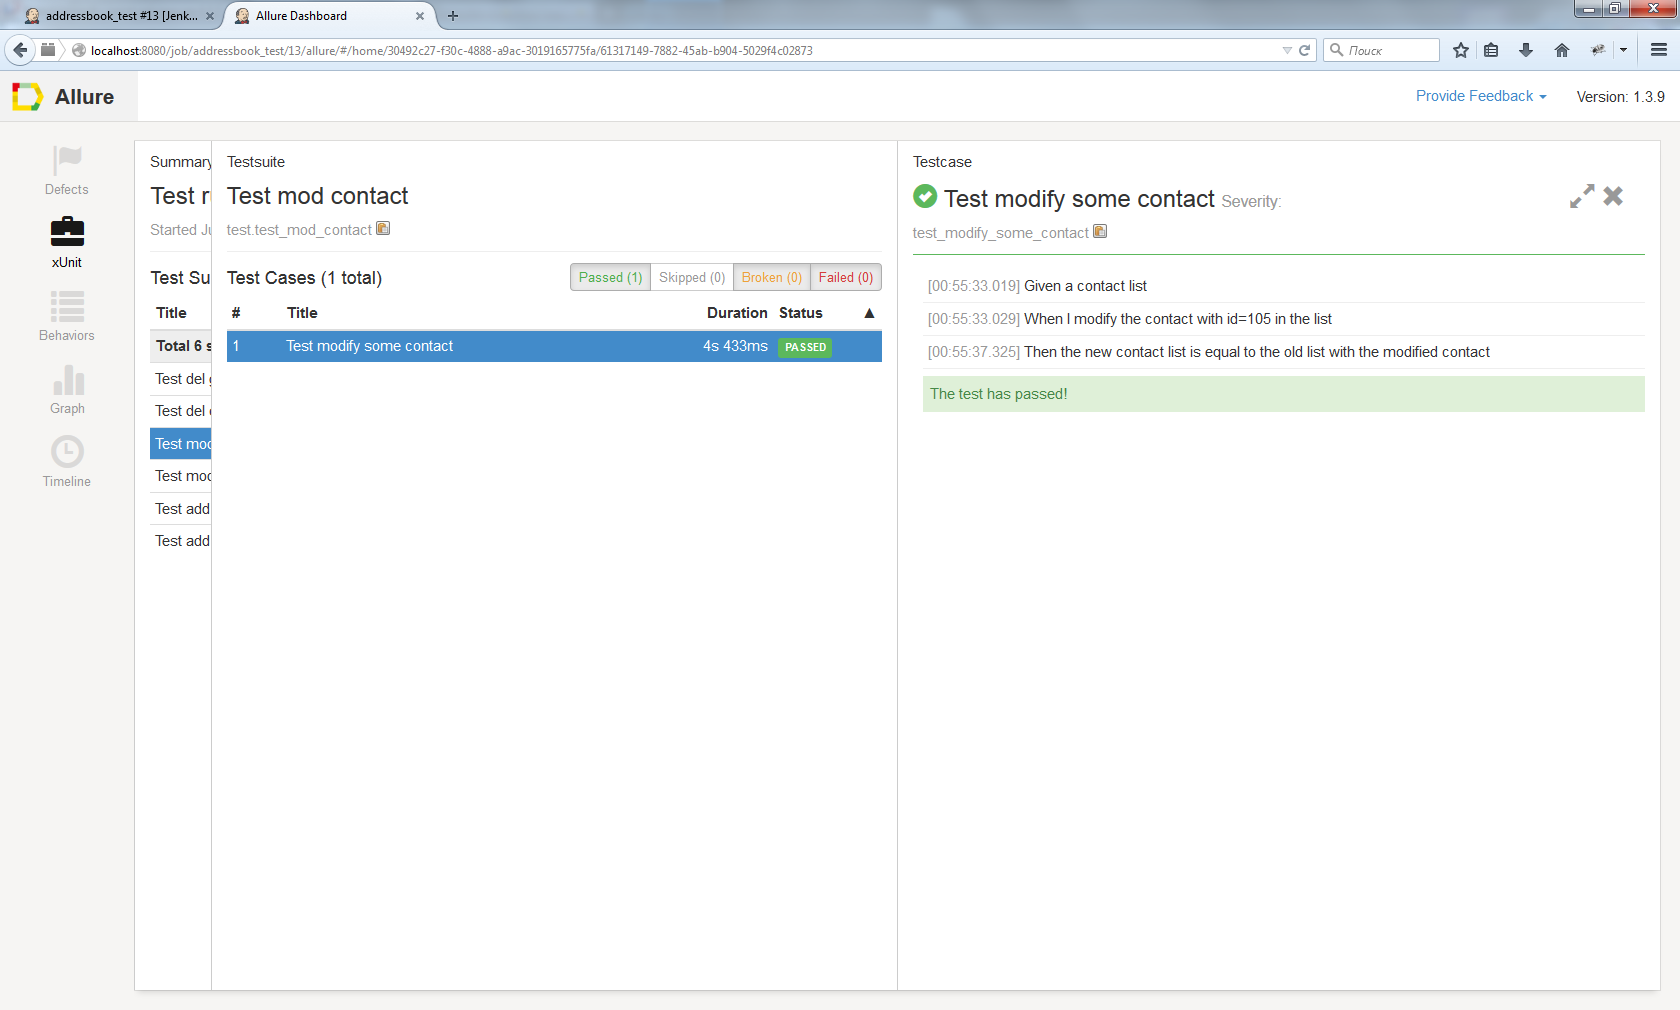 addressbook_test #13 [Jenk...
Allure Dashboard
localhost:8080/job/addressbook_test/13/allure/#/home/30492c27-f30c-4888-a9ac-3019165775fa/61317149-7882-45ab-b904-5029f4c02873
Поиск
Allure
Provide Feedback
Version: 1.3.9
Defects
xUnit
Behaviors
Graph
Timeline
Summary
Test r
Started Ju
Test Su
Title
Total 6 s
Test del g
Test del
Test mod
Test mod
Test add
Test add
Testsuite
Test mod contact
test.test_mod_contact
Test Cases (1 total)
Passed (1) Skipped (0) Broken (0) Failed (0)
# Title Duration Status ▲
1 Test modify some contact 4s 433ms PASSED
Testcase
Test modify some contact Severity:
test_modify_some_contact
[00:55:33.019] Given a contact list
[00:55:33.029] When I modify the contact with id=105 in the list
[00:55:37.325] Then the new contact list is equal to the old list with the modified contact
The test has passed!